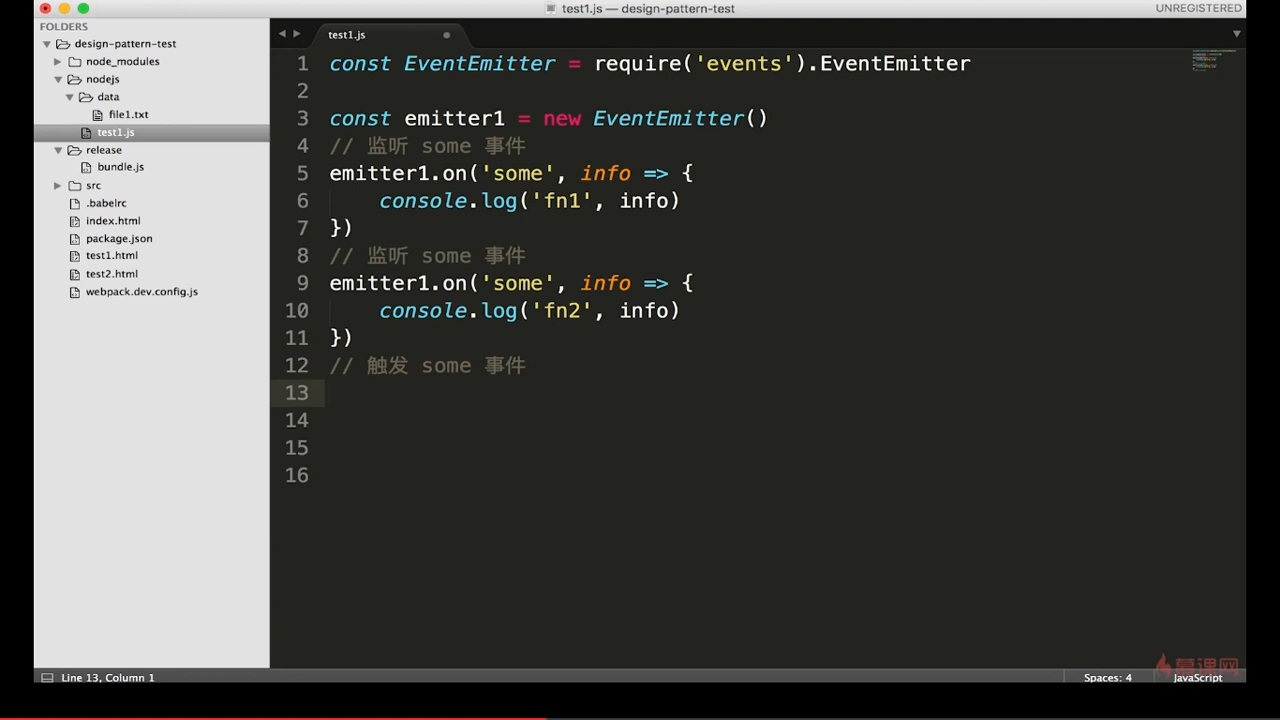 test1.js — design-pattern-test
UNREGISTERED
FOLDERS
design-pattern-test
node_modules
nodejs
data
file1.txt
test1.js
release
bundle.js
src
.babelrc
index.html
package.json
test1.html
test2.html
webpack.dev.config.js
test1.js
1 const EventEmitter = require('events').EventEmitter
2
3 const emitter1 = new EventEmitter()
4 // 监听 some 事件
5 emitter1.on('some', info => {
6 console.log('fn1', info)
7 })
8 // 监听 some 事件
9 emitter1.on('some', info => {
10 console.log('fn2', info)
11 })
12 // 触发 some 事件
13
14
15
16
慕课网
Line 13, Column 1
Spaces: 4
JavaScript